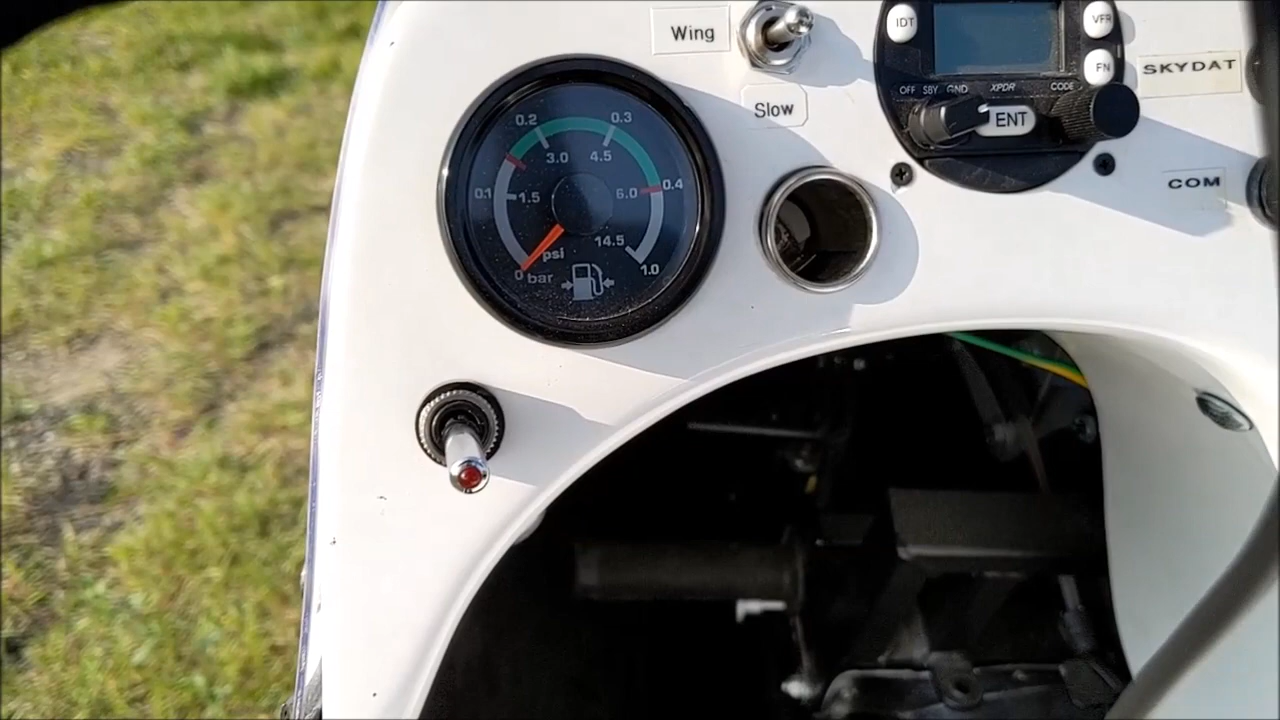 Wing
Slow
IDT
VFR
FN
OFF SBY GND XPDR CODE
ENT
SKYDAT
COM
0.2 0.3
3.0 4.5
0.1 1.5 6.0 0.4
14.5
psi
0 bar 1.0